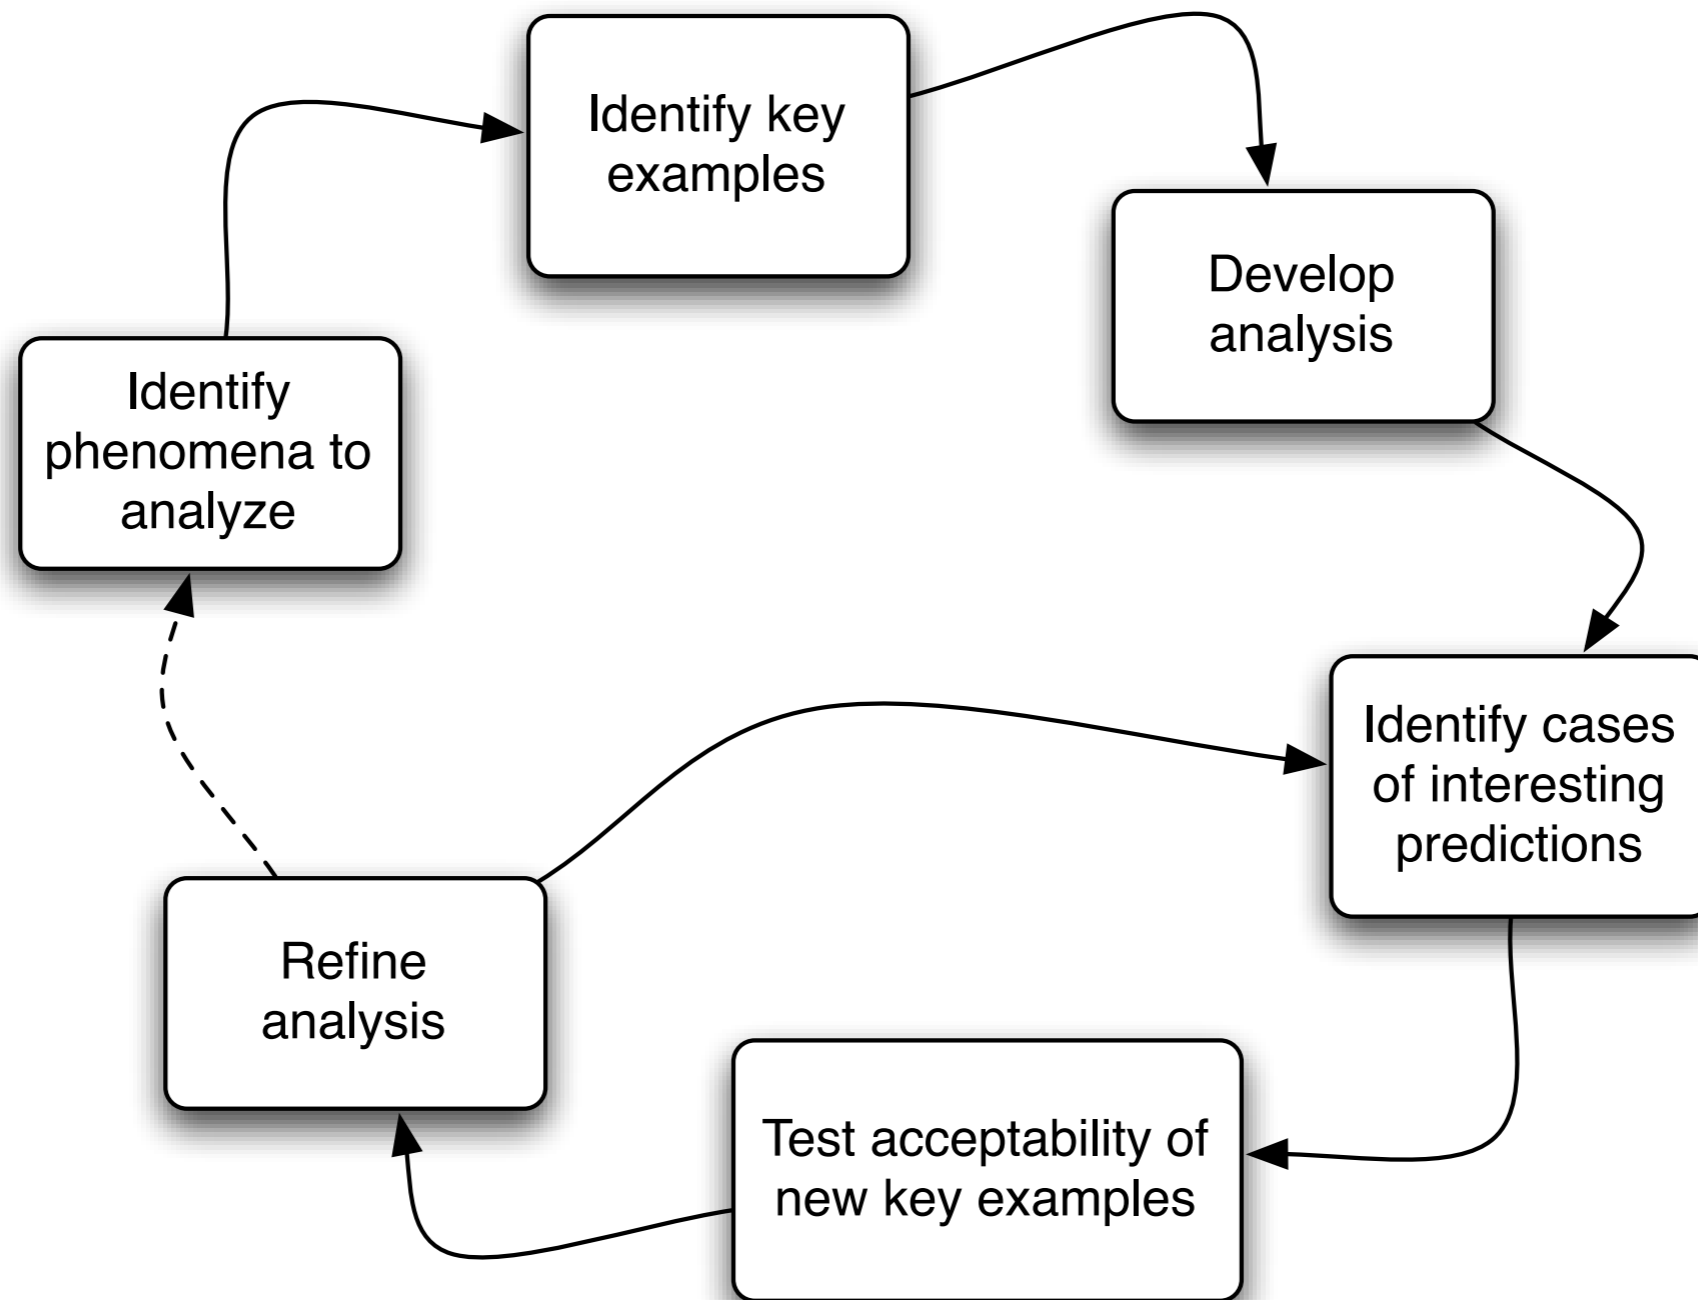 Identify key
examples
Develop
analysis
Identify
phenomena to
analyze
Identify cases
of interesting
predictions
Refine
analysis
Test acceptability of
new key examples